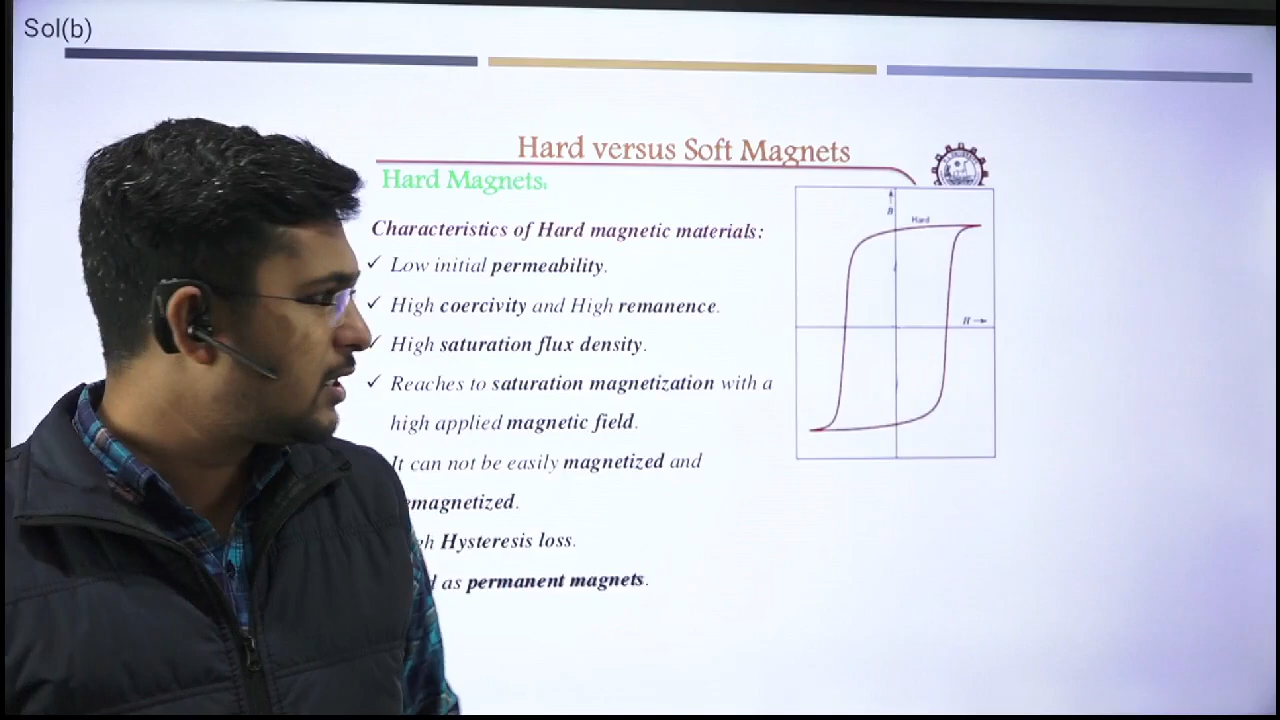 Sol(b)
Hard versus Soft Magnets
Hard Magnets:
Characteristics of Hard magnetic materials:
✓ Low initial permeability.
✓ High coercivity and High remanence.
✓ High saturation flux density.
✓ Reaches to saturation magnetization with a
high applied magnetic field.
It can not be easily magnetized and
emagnetized.
Hysteresis loss.
as permanent magnets.
B
Hard
H